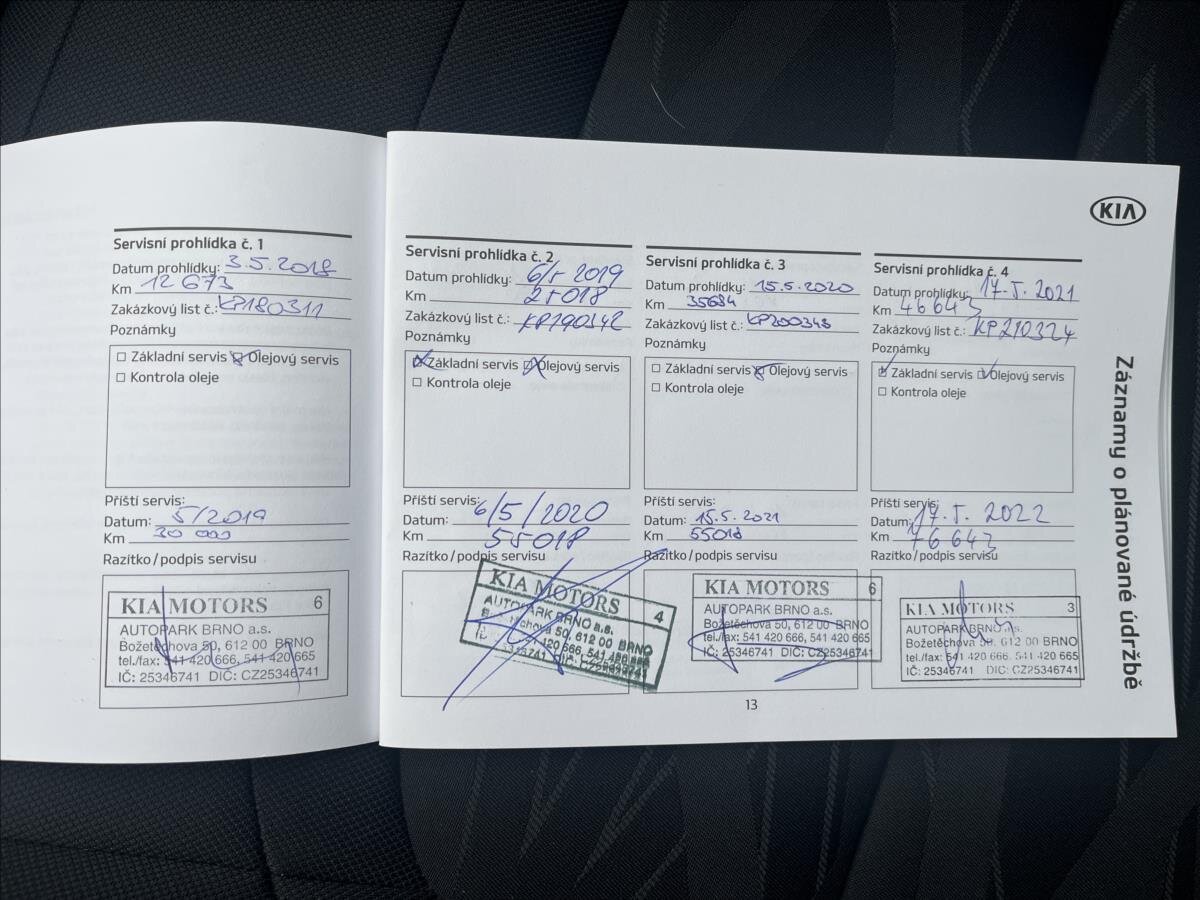 KIA
Záznamy o plánované údržbě
Servisní prohlídka č. 1
Datum prohlídky: 3.5.2018
Km 12 673
Zakázkový list č.: KP180311
Poznámky
Základní servis Olejový servis
Kontrola oleje
Příští servis:
Datum: 5/2019
Km 30 000
Razítko/podpis servisu
KIA MOTORS 6
AUTOPARK BRNO a.s.
Božetěchova 50, 612 00 BRNO
tel./fax: 541 420 666, 541 420 665
IČ: 25346741 DIČ: CZ25346741
Servisní prohlídka č. 2
Datum prohlídky: 6/5 2019
Km 25018
Zakázkový list č.: KP190342
Poznámky
Základní servis Olejový servis
Kontrola oleje
Příští servis:
Datum: 6/5/2020
Km 55018
Razítko/podpis servisu
KIA MOTORS 4
AUTOPARK BRNO a.s.
50, 612 00 BRNO
DIČ: CZ25346741
Servisní prohlídka č. 3
Datum prohlídky: 15.5.2020
Km 35684
Zakázkový list č.: KP200348
Poznámky
Základní servis Olejový servis
Kontrola oleje
Příští servis:
Datum: 15.5.2021
Km 55018
Razítko/podpis servisu
KIA MOTORS 6
AUTOPARK BRNO a.s.
Božetěchova 50, 612 00 BRNO
tel./fax: 541 420 666, 541 420 665
IČ: 25346741 DIČ: CZ25346741
Servisní prohlídka č. 4
Datum prohlídky: 17.5.2021
Km 46643
Zakázkový list č.: KP210324
Poznámky
Základní servis Olejový servis
Kontrola oleje
Příští servis:
Datum: 17.5.2022
Km 76643
Razítko/podpis servisu
KIA MOTORS 3
AUTOPARK BRNO a.s.
Božetěchova 50, 612 00 BRNO
tel./fax: 541 420 666, 541 420 665
IČ: 25346741 DIČ: CZ25346741
13